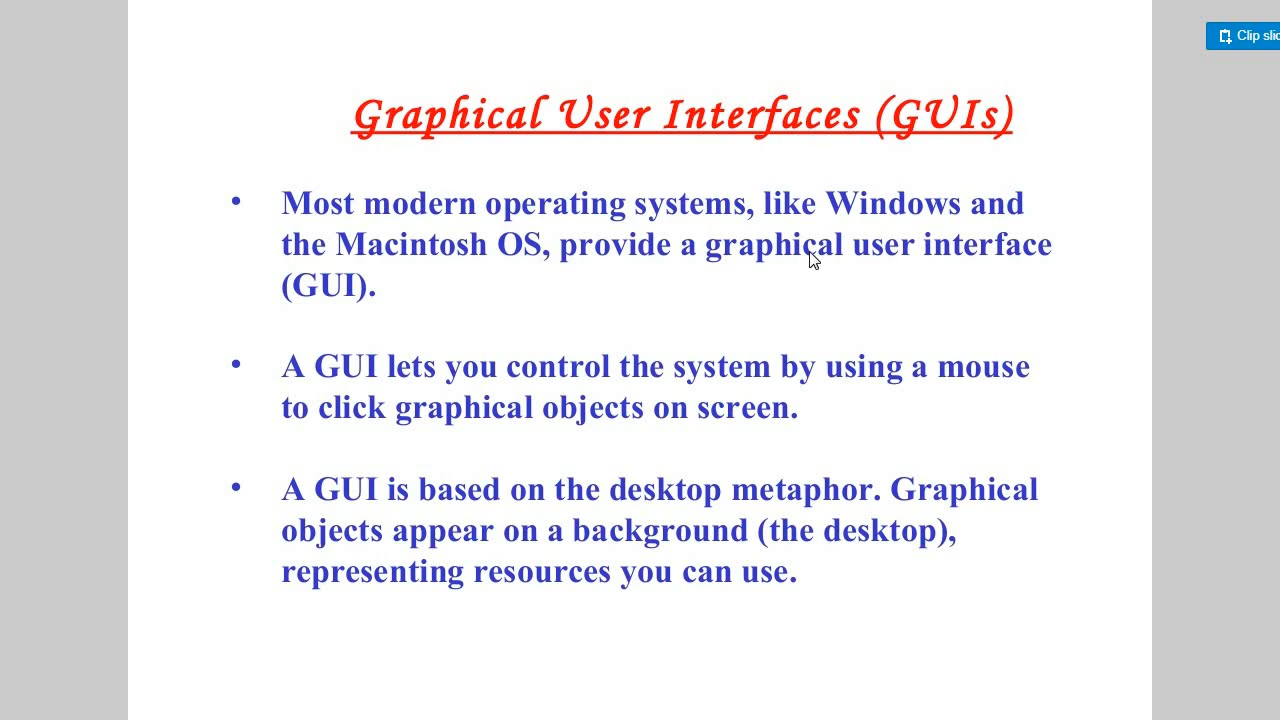 Clip slic
Graphical User Interfaces (GUIs)
• Most modern operating systems, like Windows and
the Macintosh OS, provide a graphical user interface
(GUI).
• A GUI lets you control the system by using a mouse
to click graphical objects on screen.
• A GUI is based on the desktop metaphor. Graphical
objects appear on a background (the desktop),
representing resources you can use.